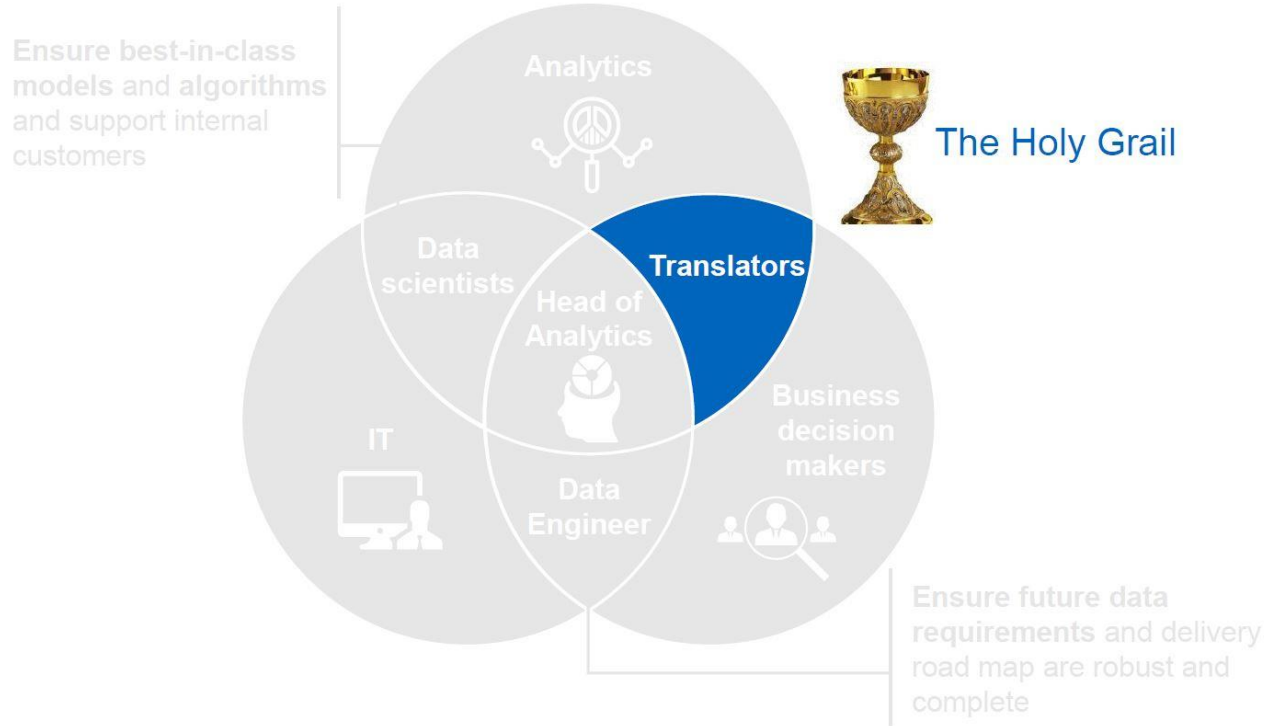 Ensure best-in-class
models and algorithms
and support internal
customers
Analytics
The Holy Grail
Data
scientists
Translators
Head of
Analytics
IT
Business
decision
makers
Data
Engineer
Ensure future data
requirements and delivery
road map are robust and
complete